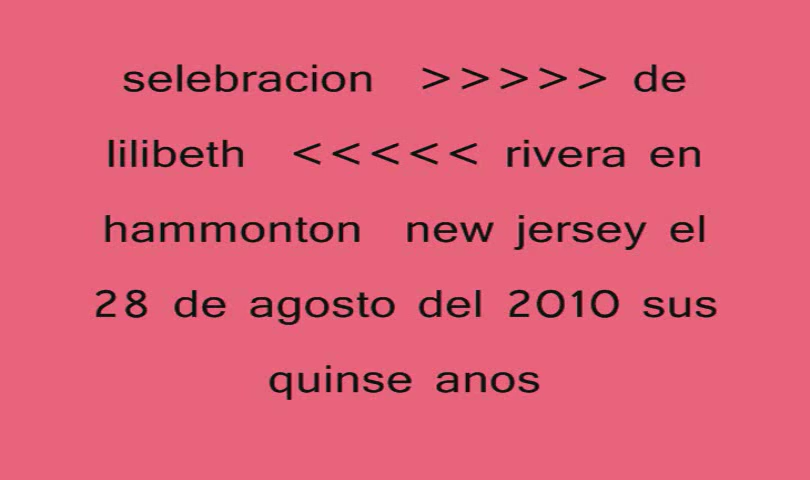 selebracion >>>>> de
lilibeth <<<<< rivera en
hammonton new jersey el
28 de agosto del 2010 sus
quinse anos